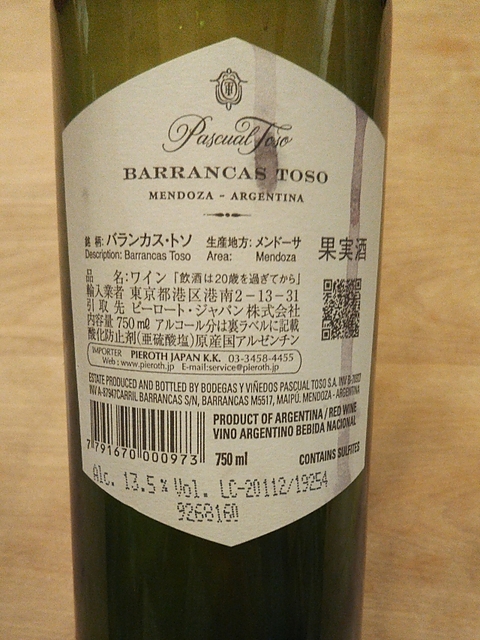 Pascual Toso
BARRANCAS TOSO
MENDOZA - ARGENTINA
銘 柄: バランカス・トソ 生産地方: メンドーサ 果実酒
Description: Barrancas Toso Area: Mendoza
品 名:ワイン「飲酒は20歳を過ぎてから」
輸入業者 東京都港区港南2-13-31
引 取 先 ピーロート・ジャパン株式会社
内容量 750㎖ アルコール分は裏ラベルに記載
酸化防止剤(亜硫酸塩)原産国アルゼンチン
IMPORTER PIEROTH JAPAN K.K. 03-3458-4455
Web : www.pieroth.jp E-mail:service@pieroth.jp
ESTATE PRODUCED AND BOTTLED BY BODEGAS Y VIÑEDOS PASCUAL TOSO S.A. INV
INV A-87947CARRIL BARRANCAS S/N, BARRANCAS M5517, MAIPÚ. MENDOZA - ARGENTINA
PRODUCT OF ARGENTINA / RED WINE
VINO ARGENTINO BEBIDA NACIONAL
7 791670 000973 750 ml CONTAINS SULFITES
Alc. 13.5% Vol. LC-20112/19254
9268160